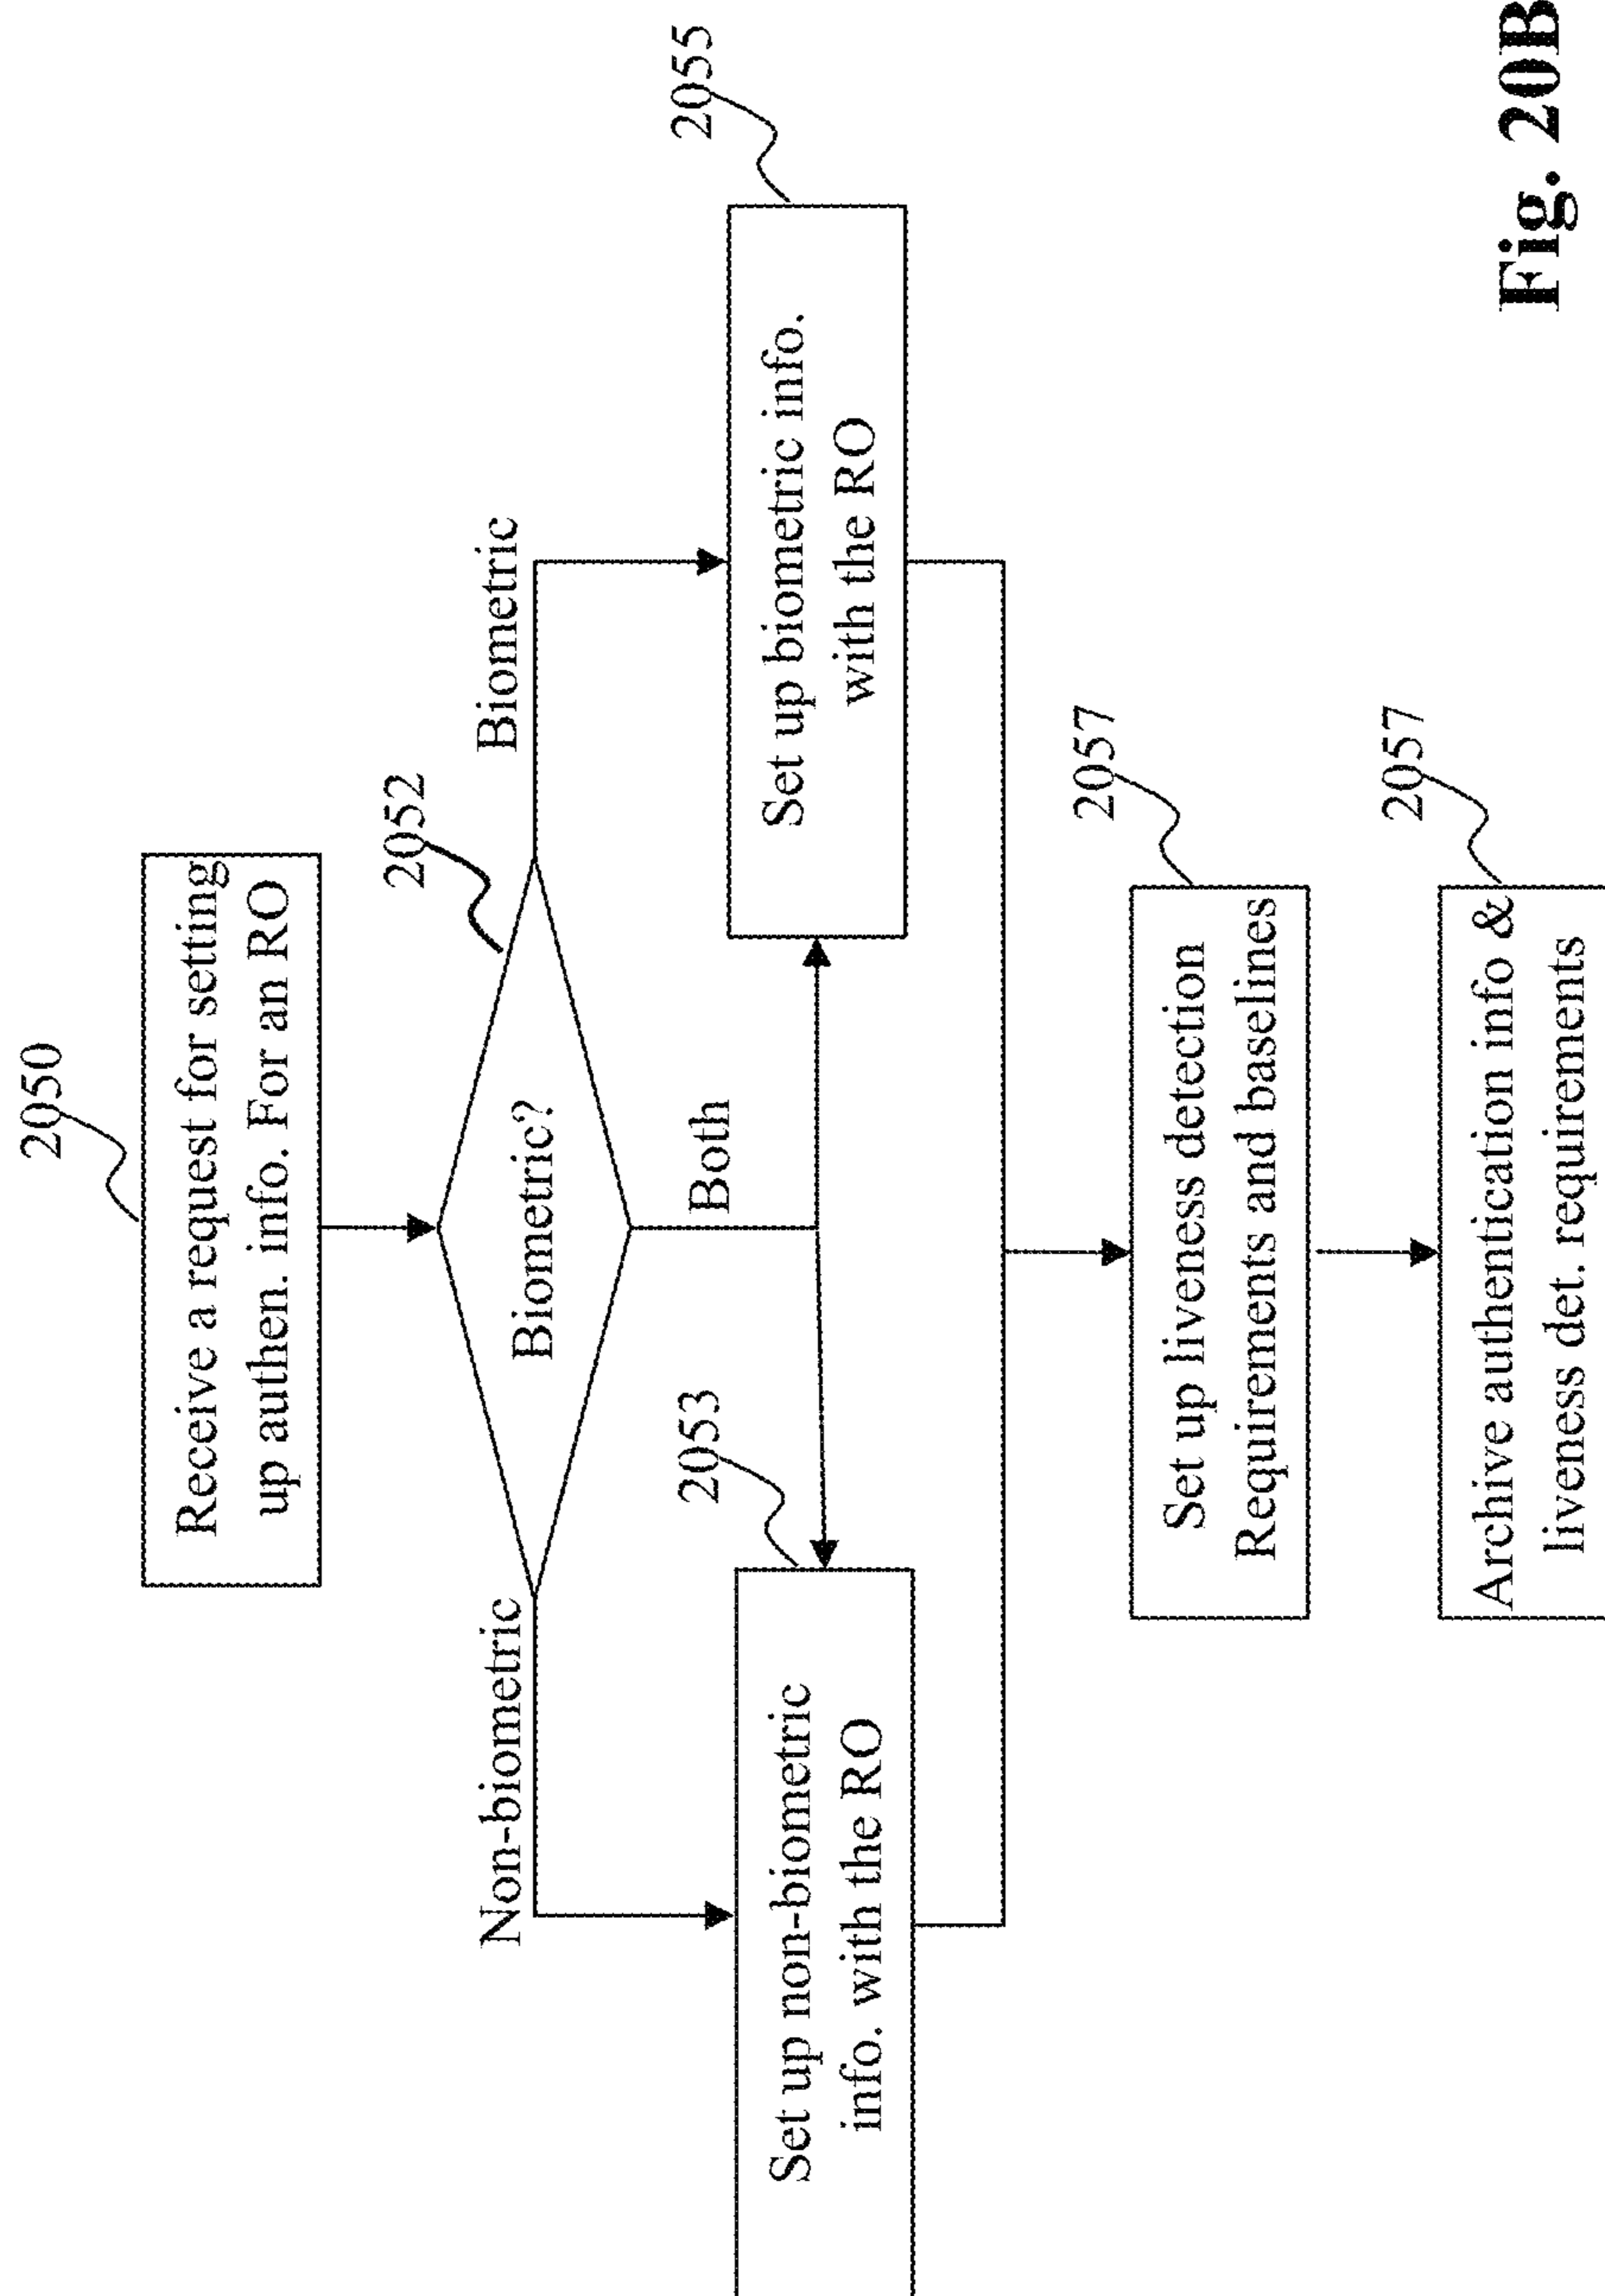 2050
Receive a request for setting
up authen. info. For an RO
2052
Biometric?
Non-biometric
Biometric
Both
2053
2055
Set up non-biometric
info. with the RO
Set up biometric info.
with the RO
2057
Set up liveness detection
Requirements and baselines
2057
Archive authentication info &
liveness det. requirements
Fig. 20B